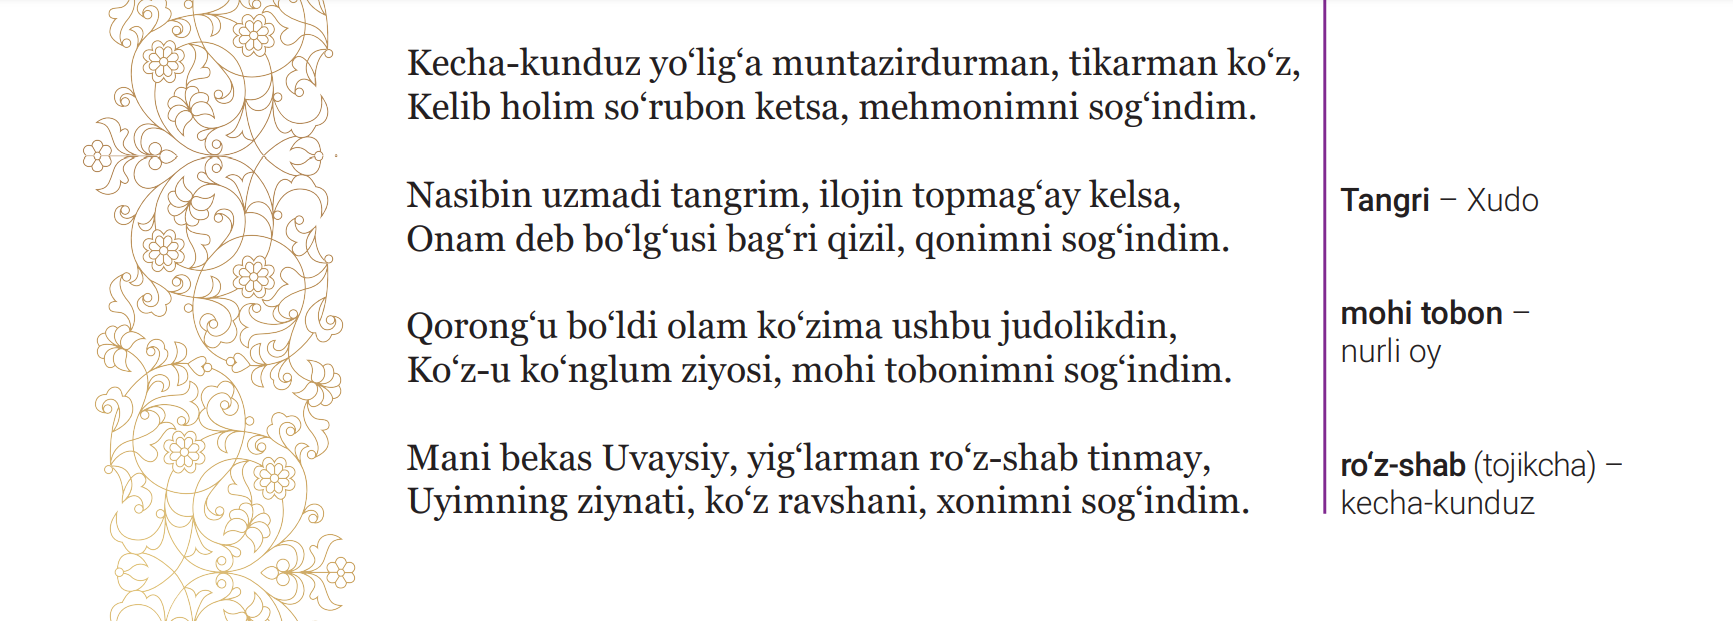 Kecha-kunduz yo‘lig‘a muntazirdurman, tikarman ko‘z,
Kelib holim so‘rubon ketsa, mehmonimni sog‘indim.
Nasibin uzmadi tangrim, ilojin topmag‘ay kelsa,
Onam deb bo‘lg‘usi bag‘ri qizil, qonimni sog‘indim.
Qorong‘u bo‘ldi olam ko‘zima ushbu judolikdin,
Ko‘z-u ko‘nglum ziyosi, mohi tobonimni sog‘indim.
Mani bekas Uvaysiy, yig‘larman ro‘z-shab tinmay,
Uyimning ziynati, ko‘z ravshani, xonimni sog‘indim.
Tangri – Xudo
mohi tobon –
nurli oy
ro‘z-shab (tojikcha) –
kecha-kunduz